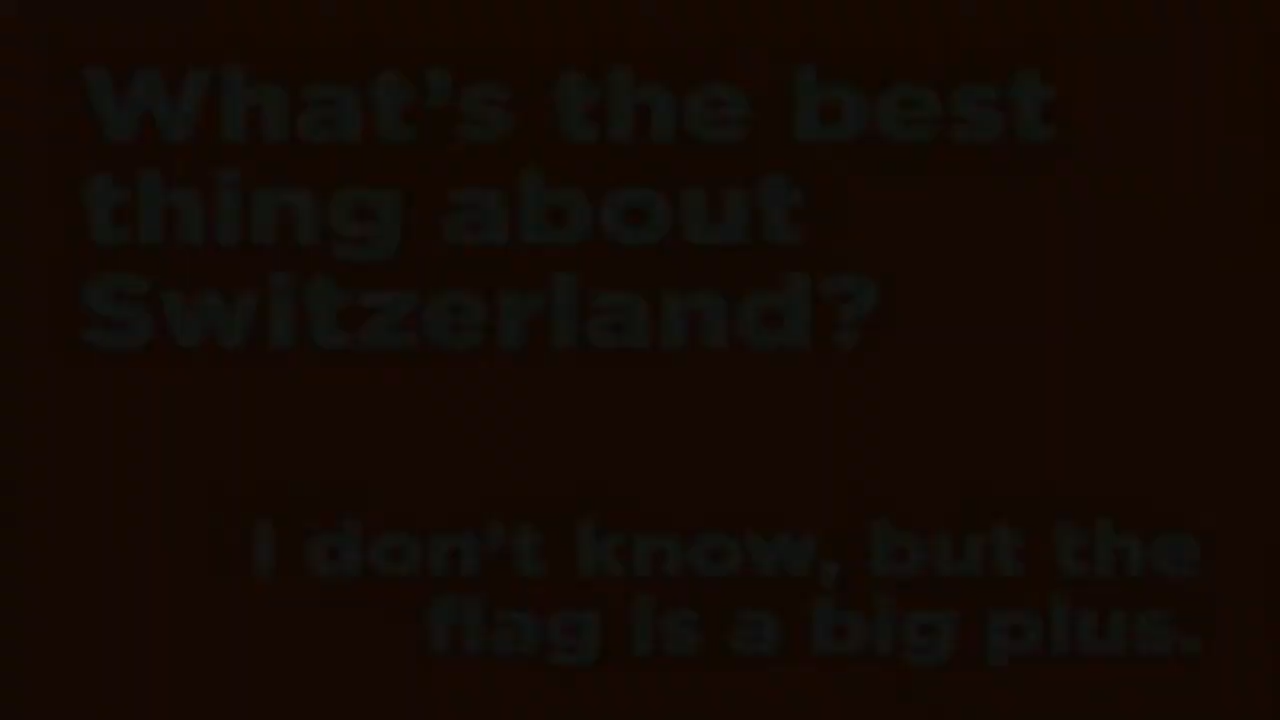 What's the best
thing about
Switzerland?
I don't know, but the
flag is a big plus.